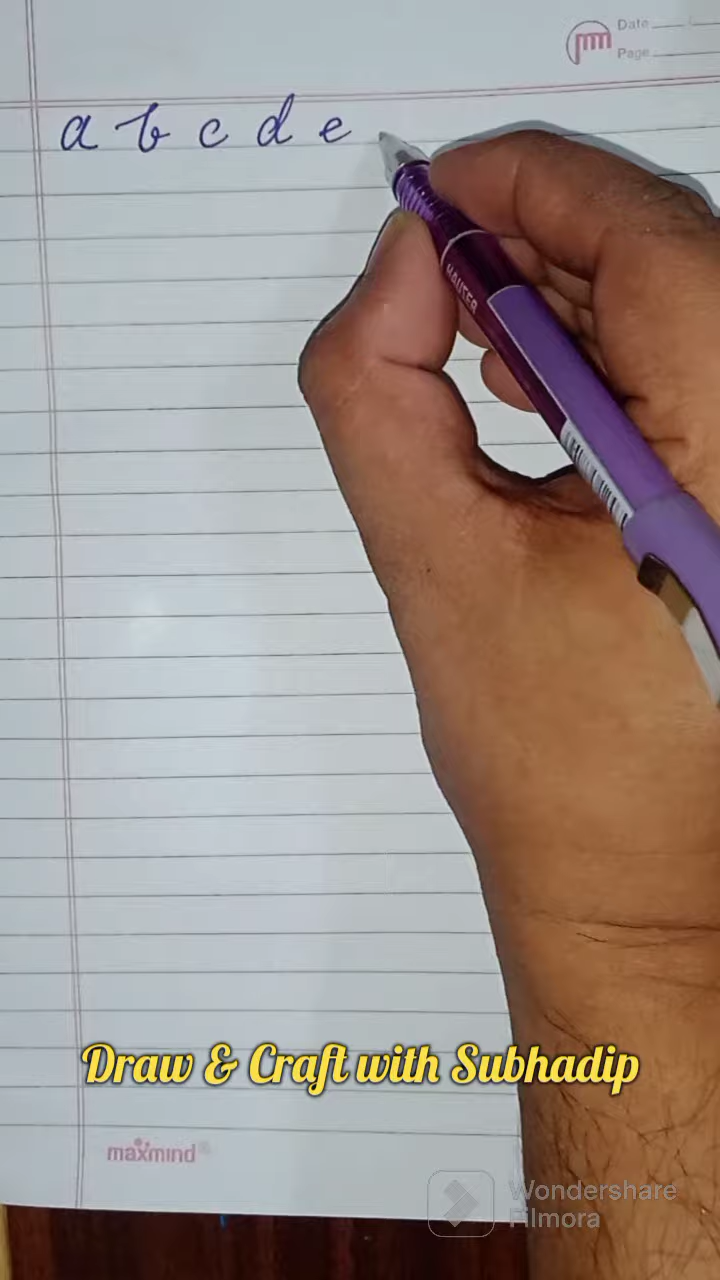 Date
Page
a b c d e
HAUSER
Draw & Craft with Subhadip
maxmind
Wondershare
Filmora